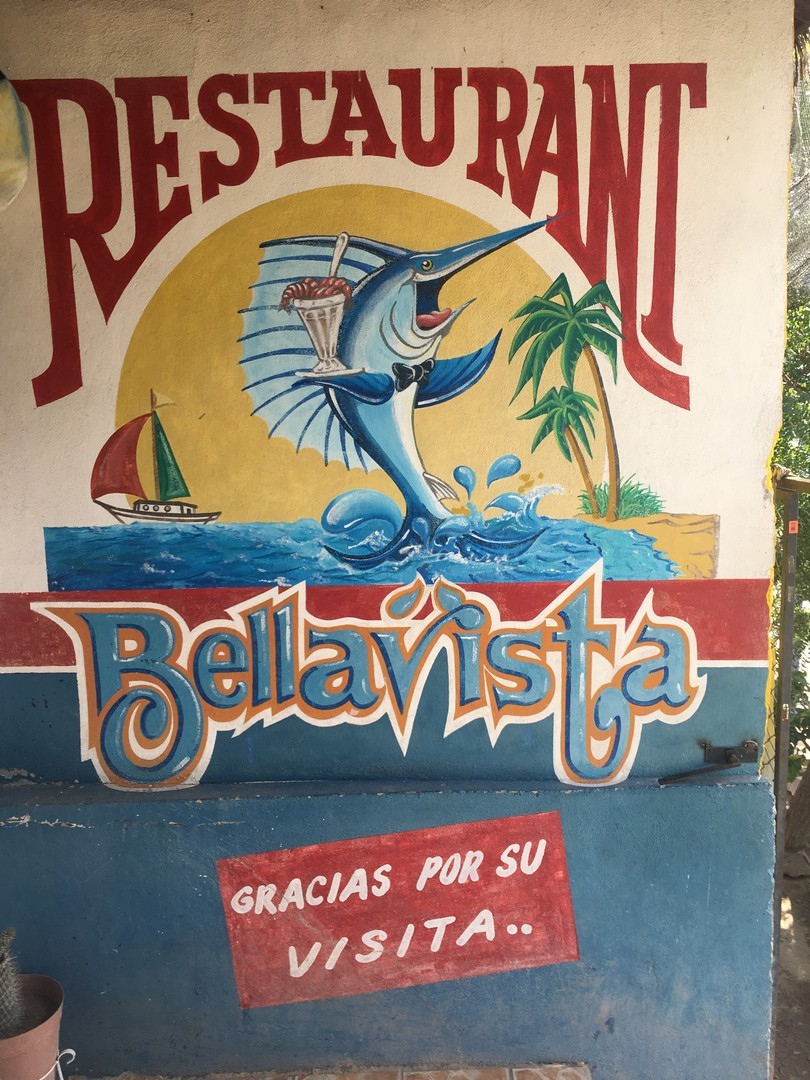 RESTAURANT
Bellavista
GRACIAS POR SU
VISITA..